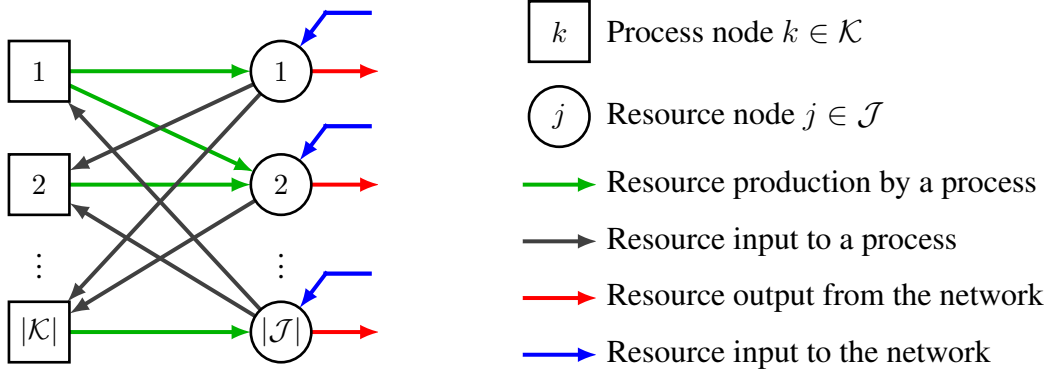 1
1
2
2
⋮
⋮
|𝒦|
|𝒥|
k Process node k ∈ 𝒦
j Resource node j ∈ 𝒥
Resource production by a process
Resource input to a process
Resource output from the network
Resource input to the network